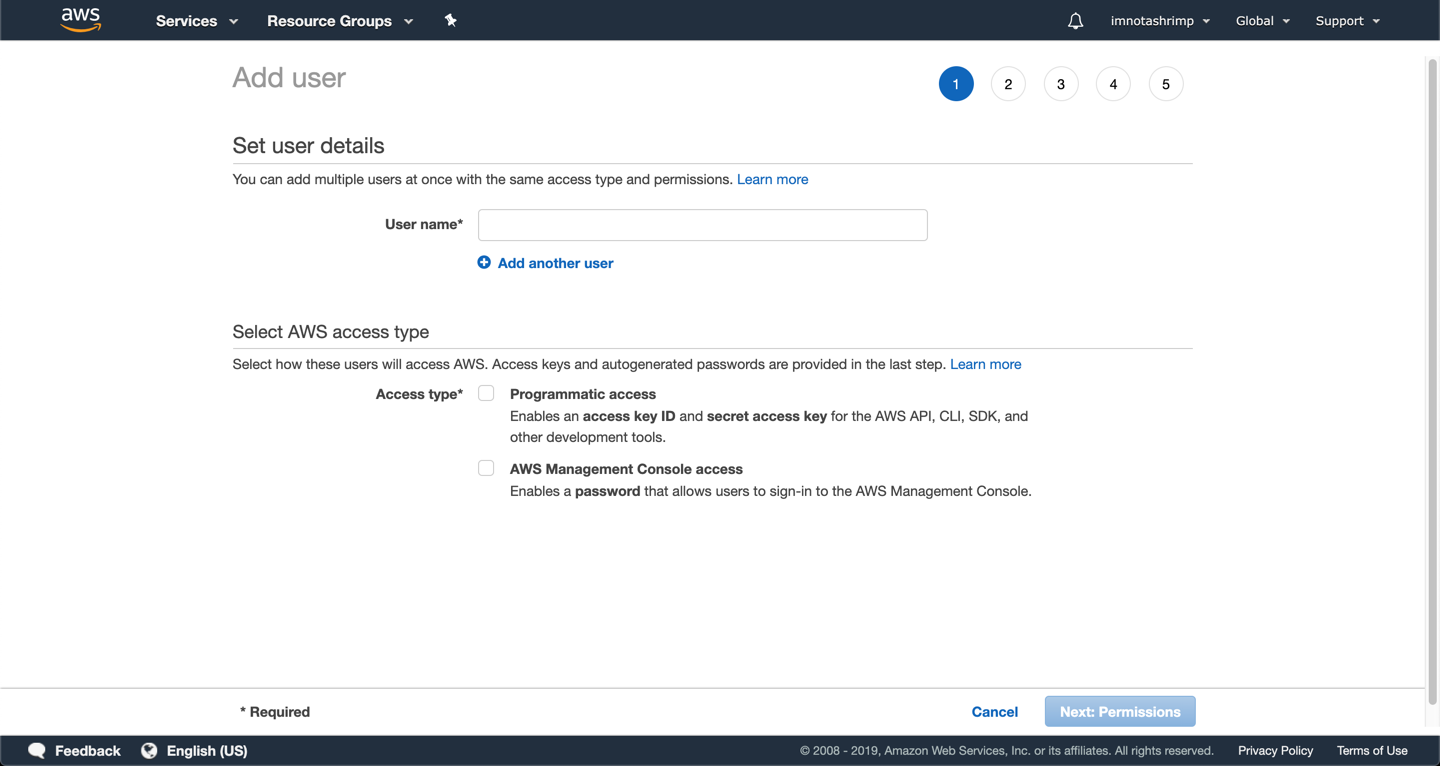 aws Services Resource Groups imnotashrimp Global Support
Add user 1 2 3 4 5
Set user details
You can add multiple users at once with the same access type and permissions. Learn more
User name*
Add another user
Select AWS access type
Select how these users will access AWS. Access keys and autogenerated passwords are provided in the last step. Learn more
Access type* Programmatic access
Enables an access key ID and secret access key for the AWS API, CLI, SDK, and
other development tools.
AWS Management Console access
Enables a password that allows users to sign-in to the AWS Management Console.
* Required Cancel Next: Permissions
Feedback English (US) © 2008 - 2019, Amazon Web Services, Inc. or its affiliates. All rights reserved. Privacy Policy Terms of Use